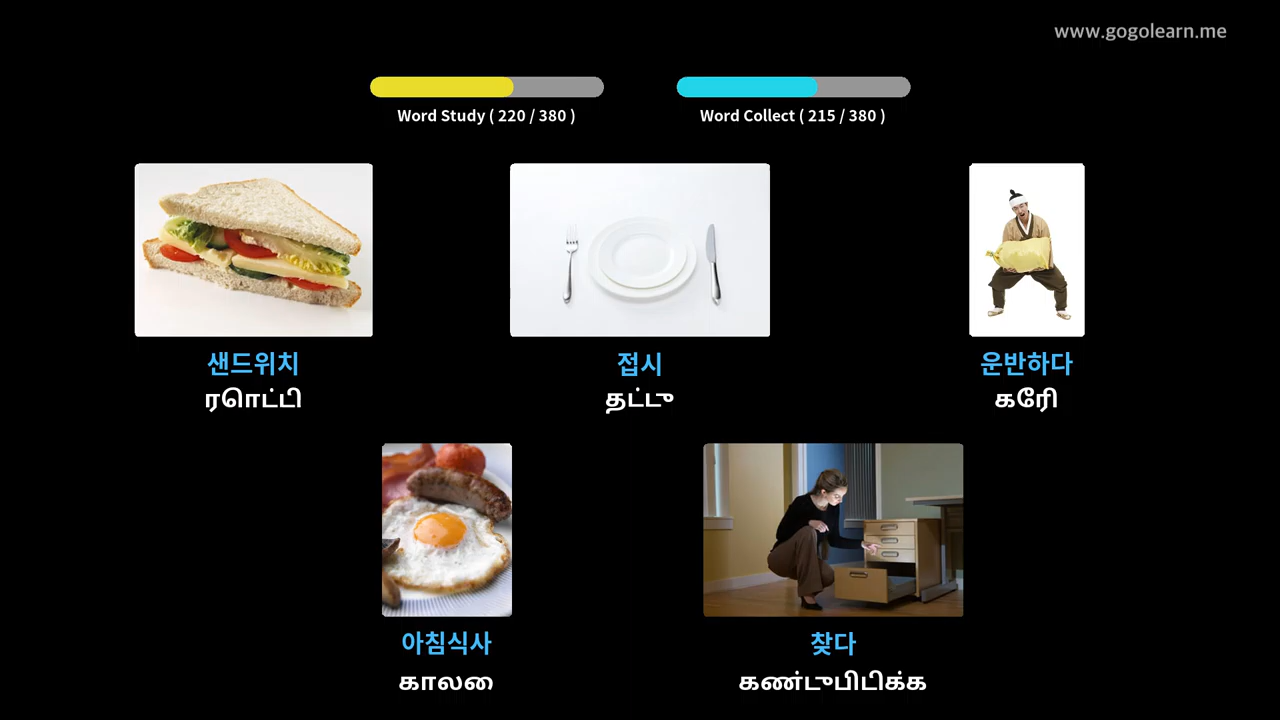 www.gogolearn.me
Word Study ( 220 / 380 )
Word Collect ( 215 / 380 )
샌드위치
ரொட்டி
접시
தட்டு
운반하다
கேரி
아침식사
காலை
찾다
கண்டுபிடிக்க